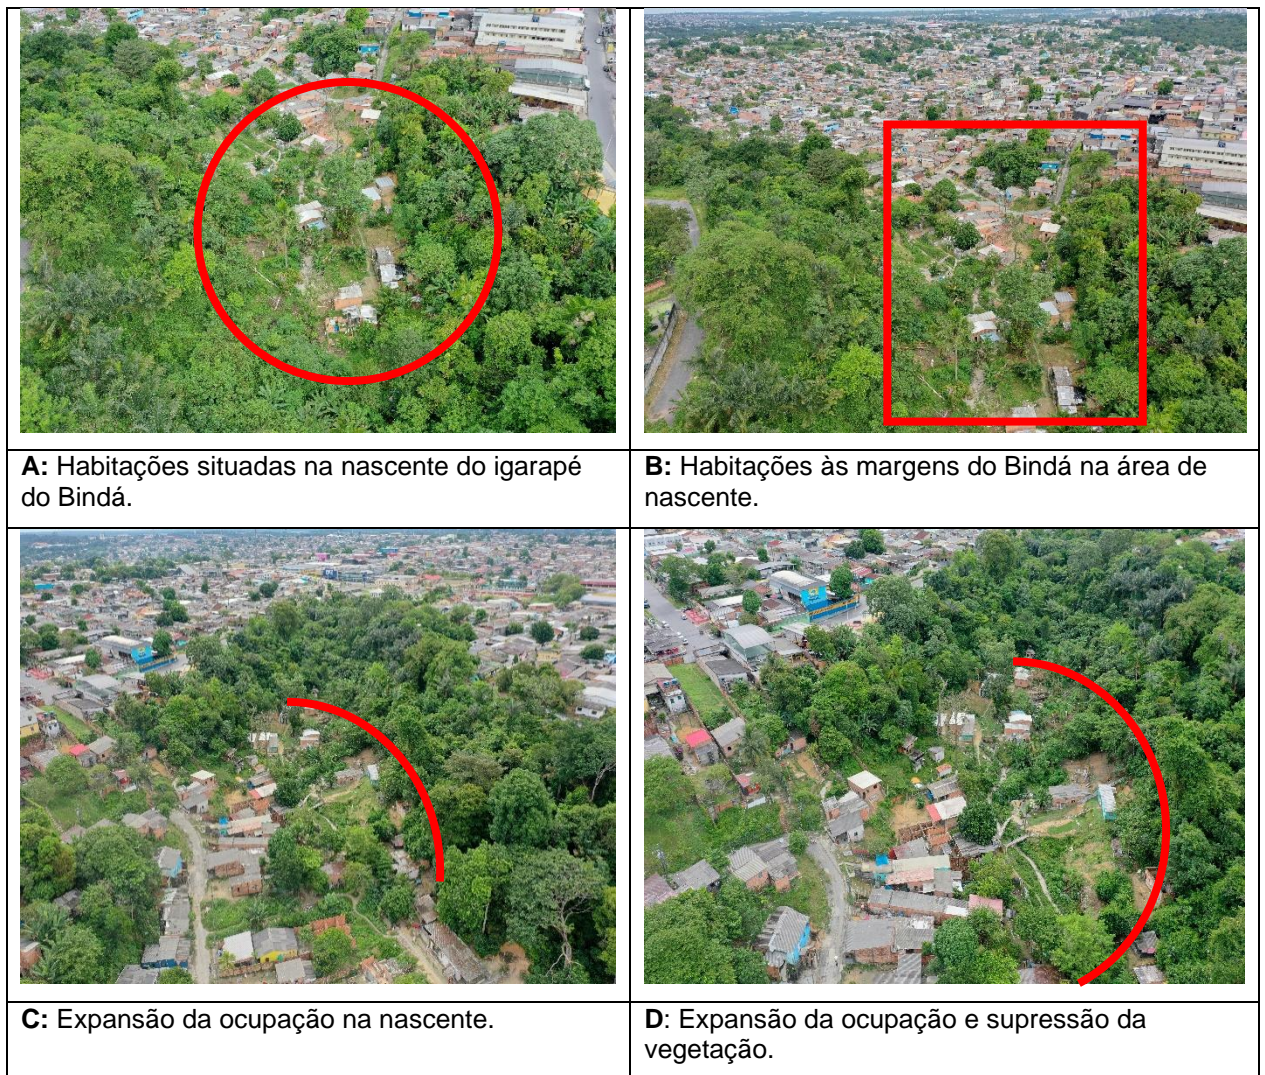 A: Habitações situadas na nascente do igarapé
do Bindá.
B: Habitações às margens do Bindá na área de
nascente.
C: Expansão da ocupação na nascente.
D: Expansão da ocupação e supressão da
vegetação.